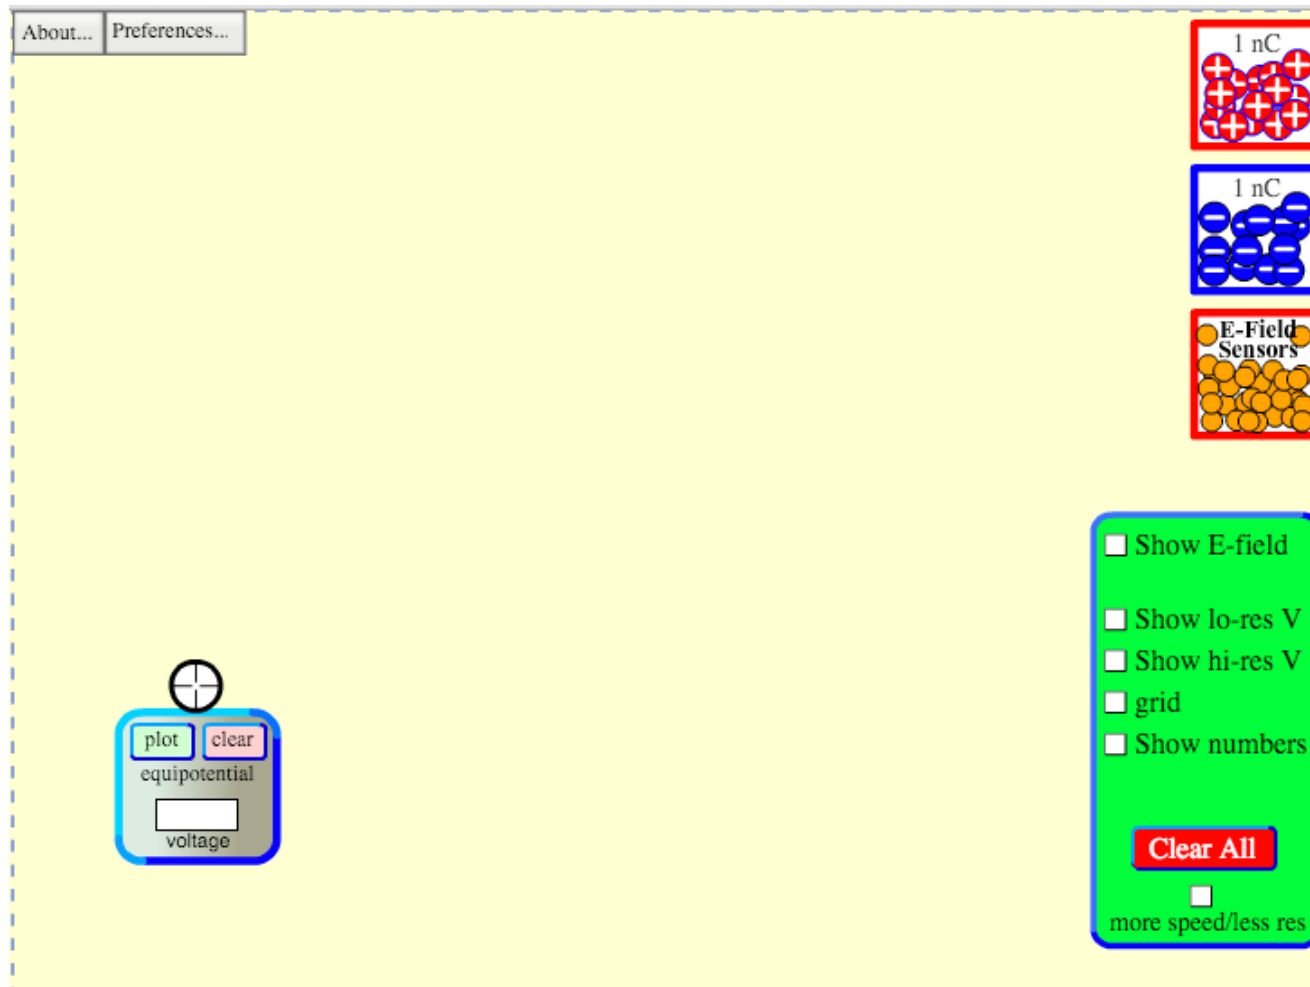 About...
Preferences...
1 nC
1 nC
E-Field
Sensors
Show E-field
Show lo-res V
Show hi-res V
grid
Show numbers
Clear All
more speed/less res
plot
clear
equipotential
voltage